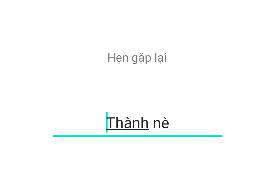 Hẹn gặp lại
Thành nè